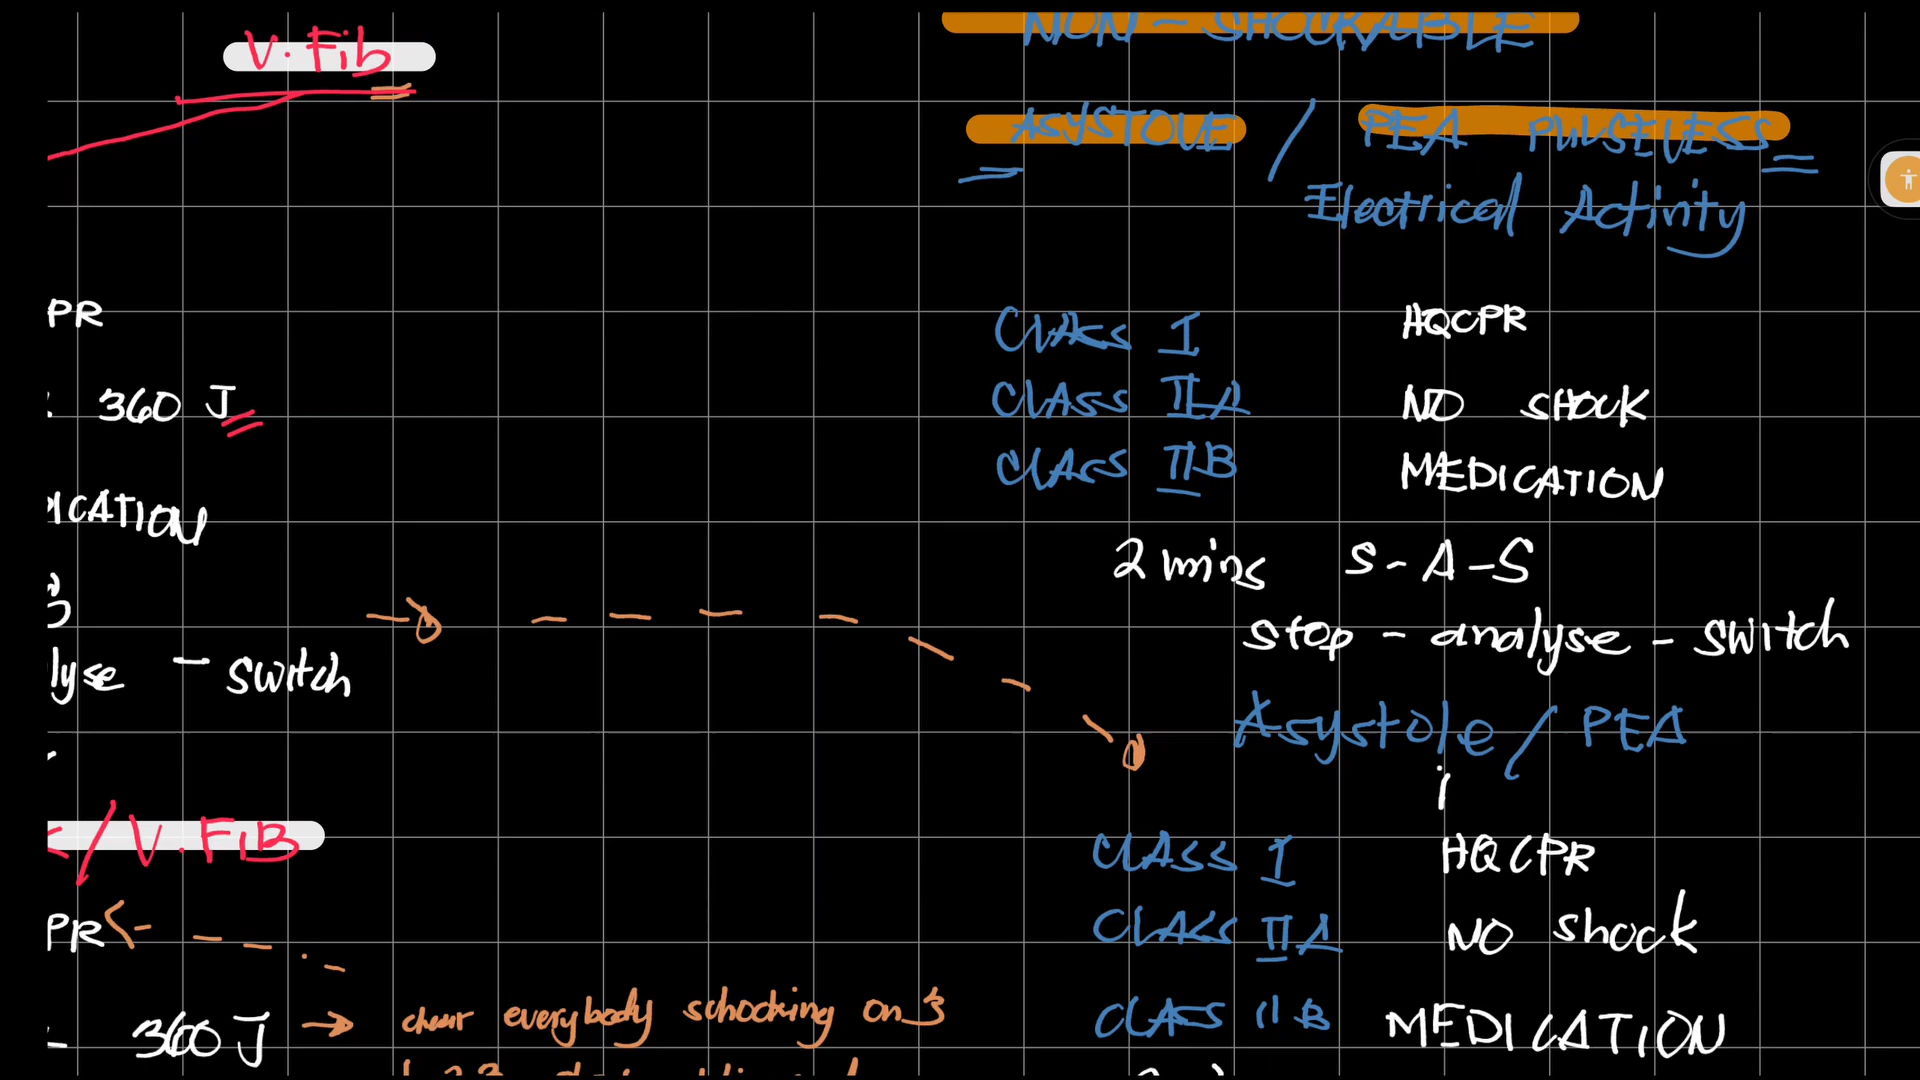 V. Fib
PR
360 J
ICATION
lyse - switch
/ V. FiB
PR
360 J → clear everybody schocking on 3
NON - SHOCKABLE
ASYSTOLE / PEA PULSELESS
Electrical Activity
CLASS I HQCPR
CLASS IIA NO SHOCK
CLASS IIB MEDICATION
2 mins S-A-S
stop - analyse - switch
Asystole / PEA
CLASS I HQCPR
CLASS II A NO shock
CLASS II B MEDICATION